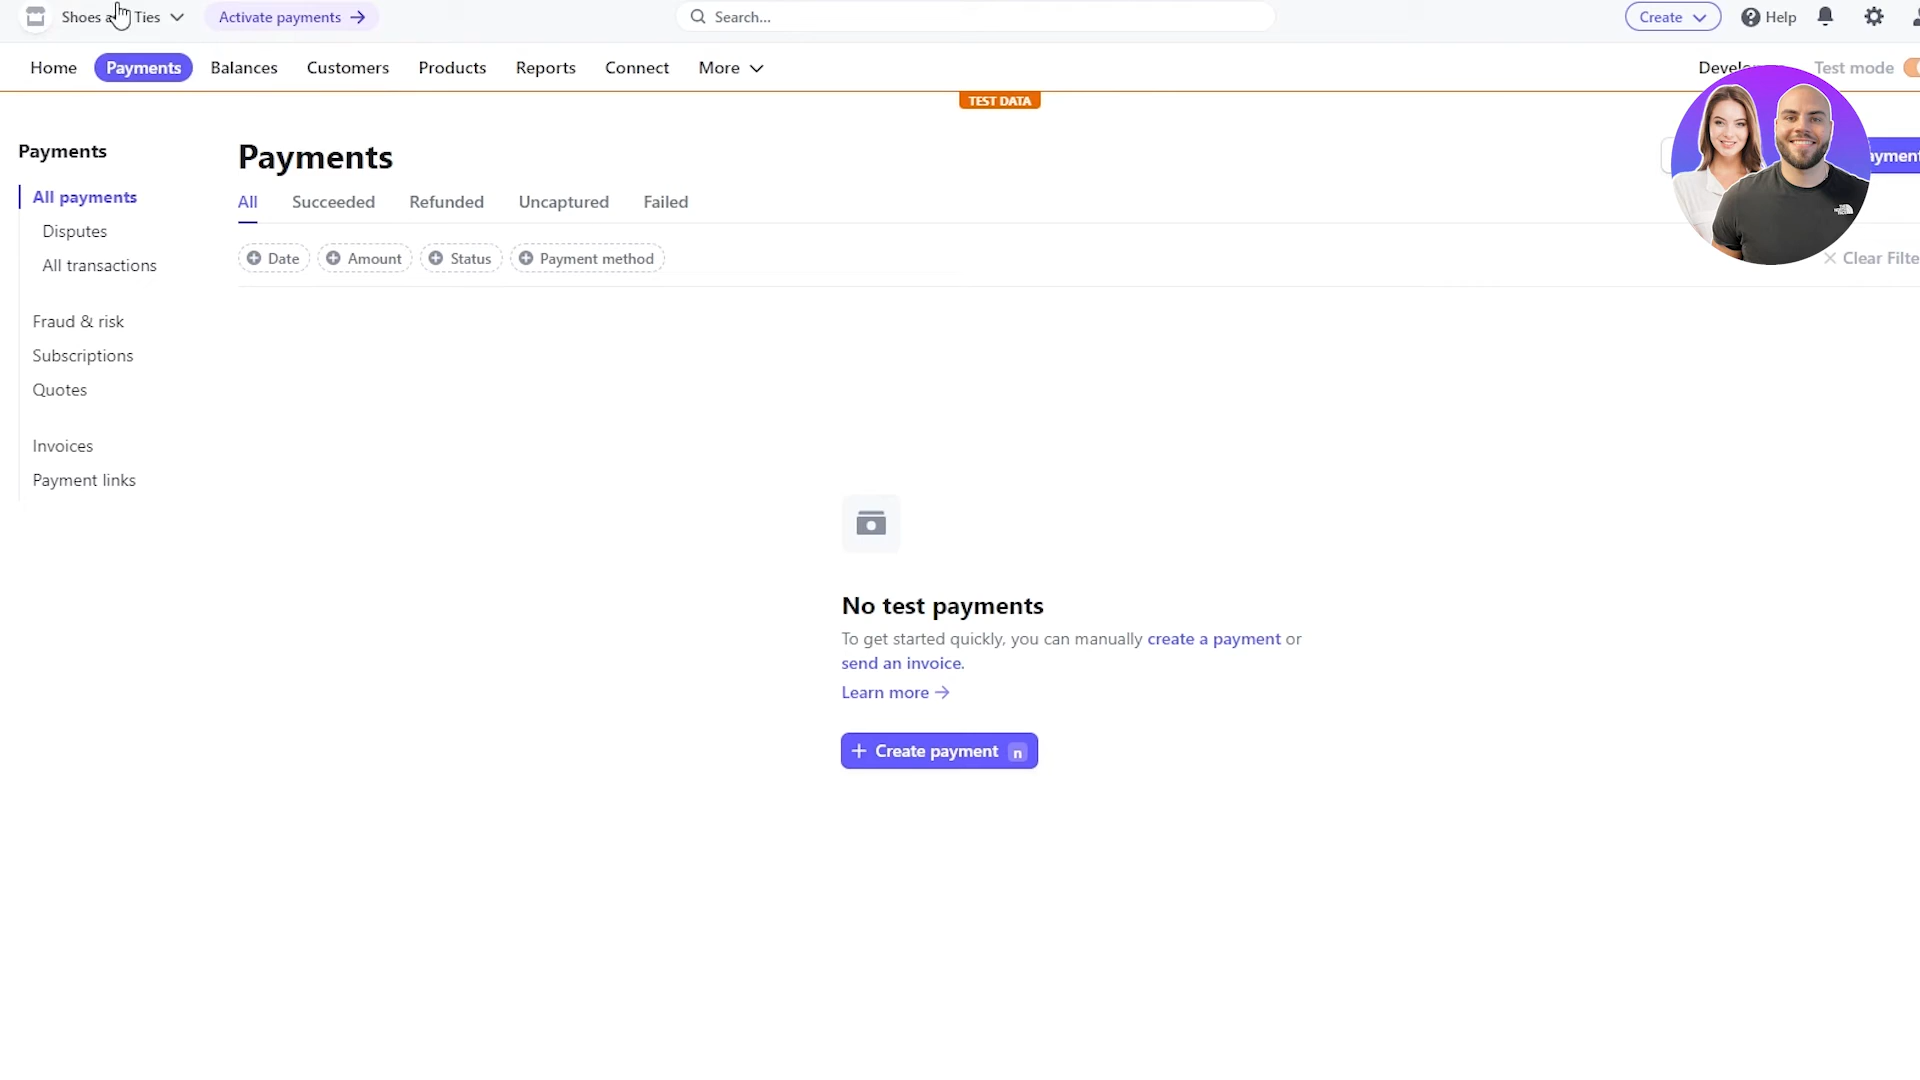 Shoes a Ties
Activate payments
Search...
Create
Help
Home
Payments
Balances
Customers
Products
Reports
Connect
More
Test mode
TEST DATA
Payments
All payments
Disputes
All transactions
Fraud & risk
Subscriptions
Quotes
Invoices
Payment links
Payments
All
Succeeded
Refunded
Uncaptured
Failed
Date
Amount
Status
Payment method
Clear Filte
No test payments
To get started quickly, you can manually create a payment or
send an invoice.
Learn more
Create payment n
THE
NORTH
FACE